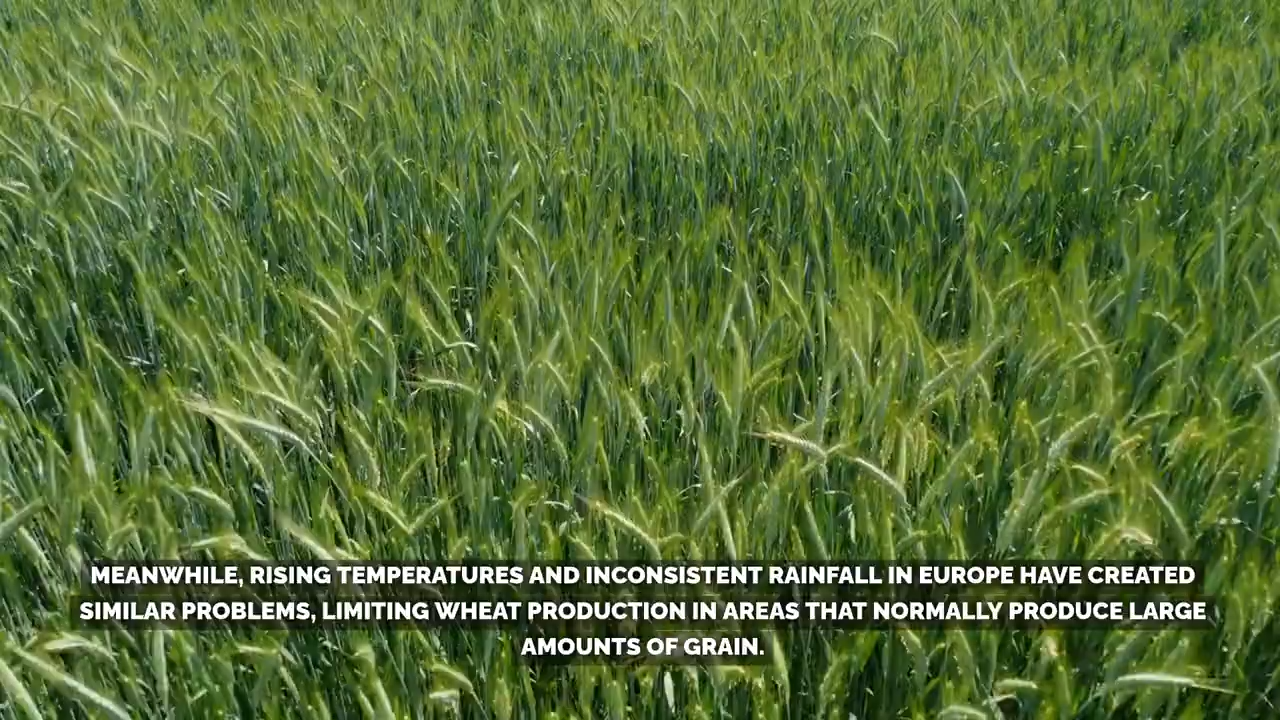 MEANWHILE, RISING TEMPERATURES AND INCONSISTENT RAINFALL IN EUROPE HAVE CREATED
SIMILAR PROBLEMS, LIMITING WHEAT PRODUCTION IN AREAS THAT NORMALLY PRODUCE LARGE
AMOUNTS OF GRAIN.